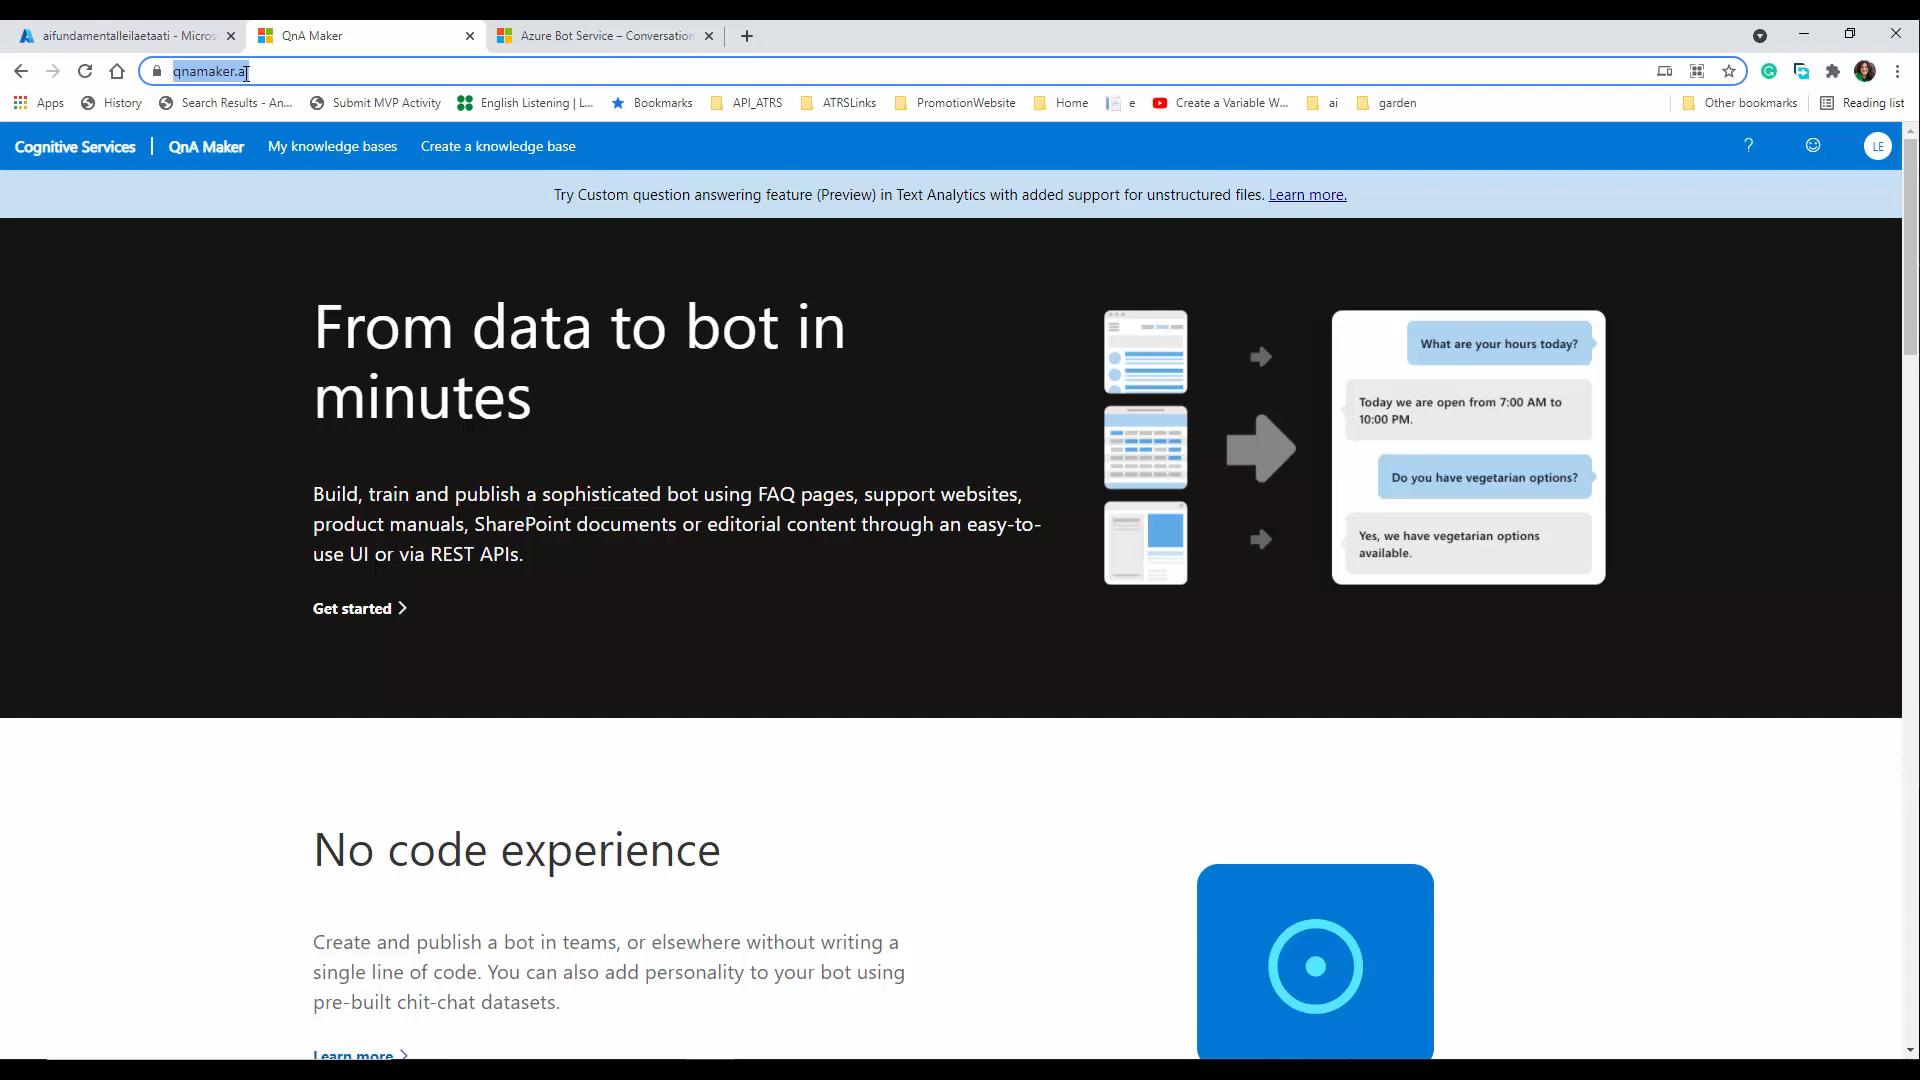 aifundamentalleilaetaati - Micros
QnA Maker
Azure Bot Service – Conversation
qnamaker.ai
Apps
History
Search Results - An...
Submit MVP Activity
English Listening | L...
Bookmarks
API_ATRS
ATRSLinks
PromotionWebsite
Home
e
Create a Variable W...
ai
garden
Other bookmarks
Reading list
Cognitive Services
QnA Maker
My knowledge bases
Create a knowledge base
?
LE
Try Custom question answering feature (Preview) in Text Analytics with added support for unstructured files. Learn more.
From data to bot in
minutes
Build, train and publish a sophisticated bot using FAQ pages, support websites,
product manuals, SharePoint documents or editorial content through an easy-to-
use UI or via REST APIs.
Get started
What are your hours today?
Today we are open from 7:00 AM to
10:00 PM.
Do you have vegetarian options?
Yes, we have vegetarian options
available.
No code experience
Create and publish a bot in teams, or elsewhere without writing a
single line of code. You can also add personality to your bot using
pre-built chit-chat datasets.
Learn more